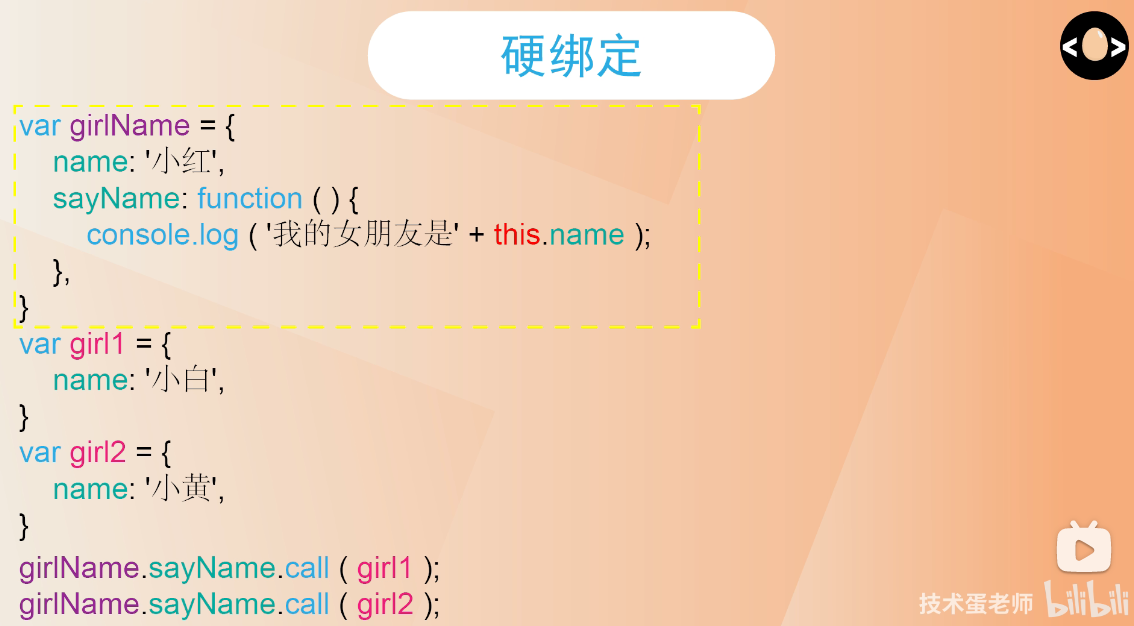 硬绑定
<>
var girlName = {
name: '小红',
sayName: function ( ) {
console.log ( '我的女朋友是' + this.name );
},
}
var girl1 = {
name: '小白',
}
var girl2 = {
name: '小黄',
}
girlName.sayName.call ( girl1 );
girlName.sayName.call ( girl2 );
技术蛋老师 bilibili